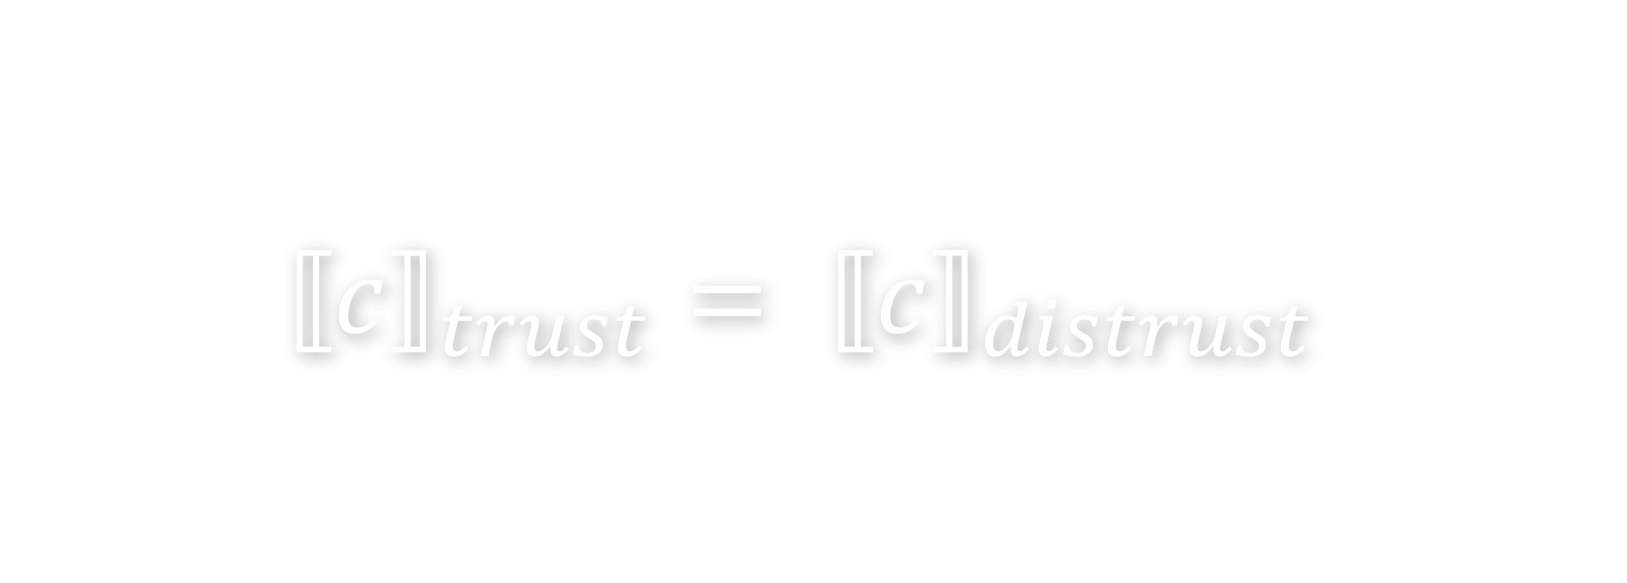 ⟦c⟧trust = ⟦c⟧distrust